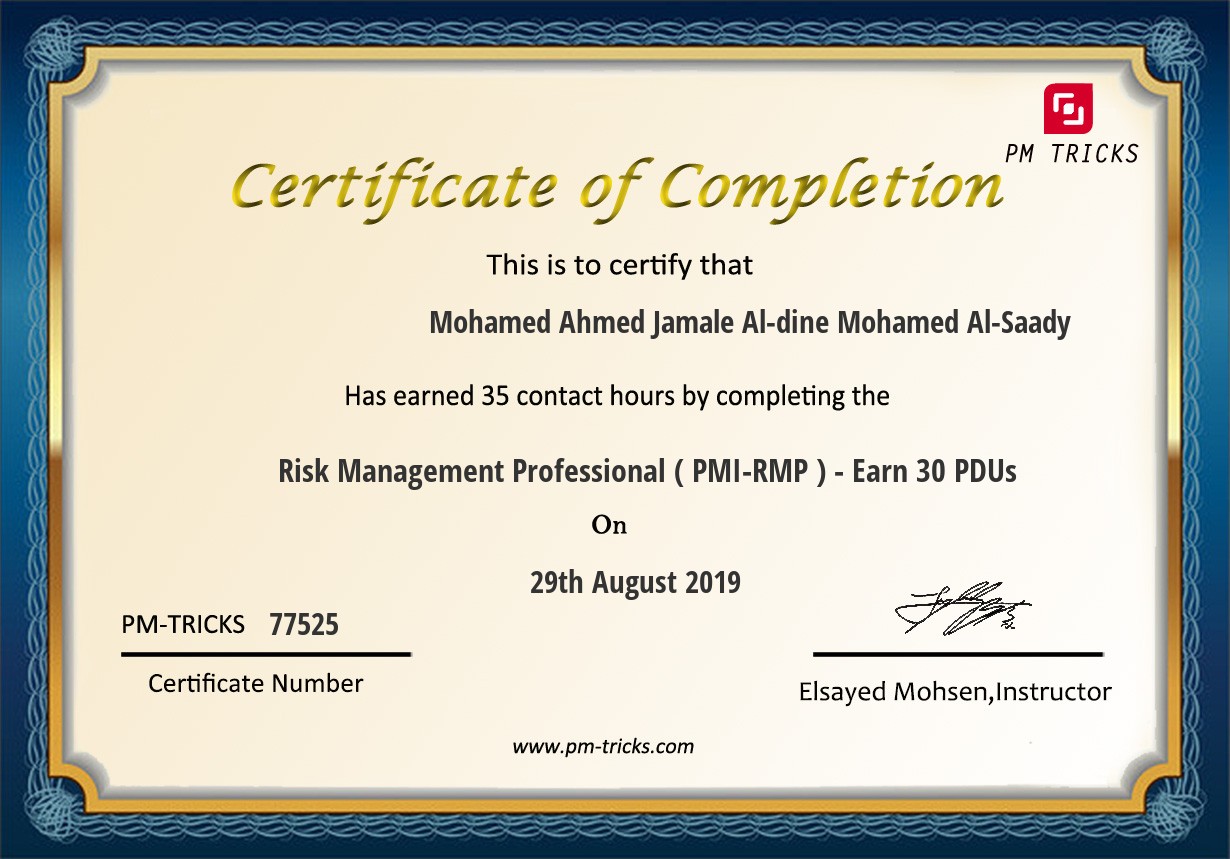 PM TRICKS
Certificate of Completion
This is to certify that
Mohamed Ahmed Jamale Al-dine Mohamed Al-Saady
Has earned 35 contact hours by completing the
Risk Management Professional ( PMI-RMP ) - Earn 30 PDUs
On
29th August 2019
PM-TRICKS 77525
Certificate Number
Elsayed Mohsen,Instructor
www.pm-tricks.com